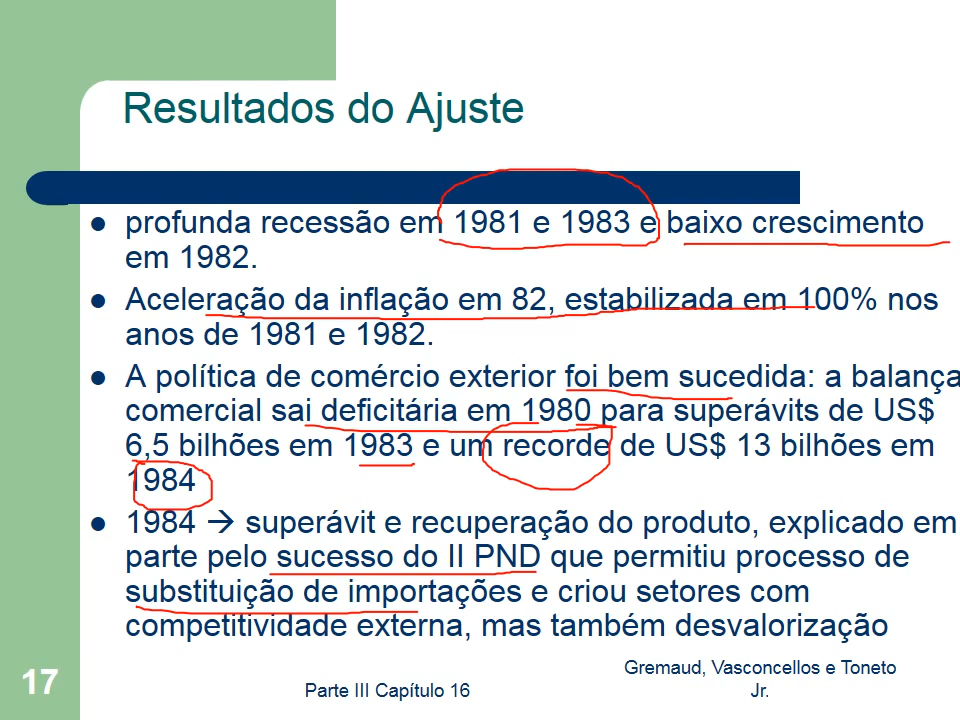 Resultados do Ajuste
● profunda recessão em 1981 e 1983 e baixo crescimento
em 1982.
● Aceleração da inflação em 82, estabilizada em 100% nos
anos de 1981 e 1982.
● A política de comércio exterior foi bem sucedida: a balança
comercial sai deficitária em 1980 para superávits de US$
6,5 bilhões em 1983 e um recorde de US$ 13 bilhões em
1984
● 1984 → superávit e recuperação do produto, explicado em
parte pelo sucesso do II PND que permitiu processo de
substituição de importações e criou setores com
competitividade externa, mas também desvalorização
17
Parte III Capítulo 16
Gremaud, Vasconcellos e Toneto
Jr.